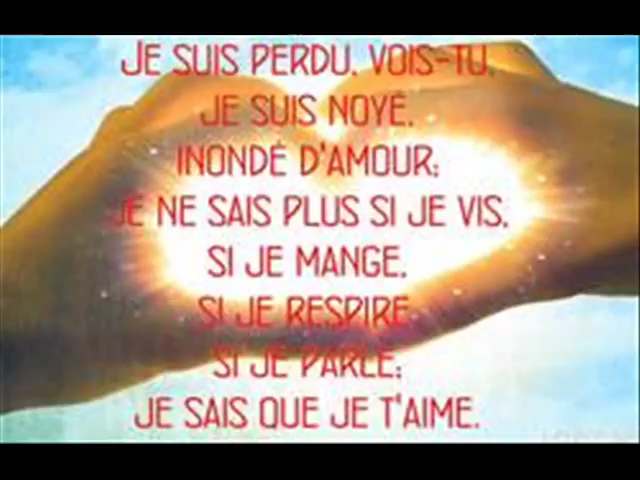 JE SUIS PERDU, VOIS-TU,
JE SUIS NOYÉ,
INONDÉ D'AMOUR;
JE NE SAIS PLUS SI JE VIS,
SI JE MANGE,
SI JE RESPIRE,
SI JE PARLE;
JE SAIS QUE JE T'AIME.